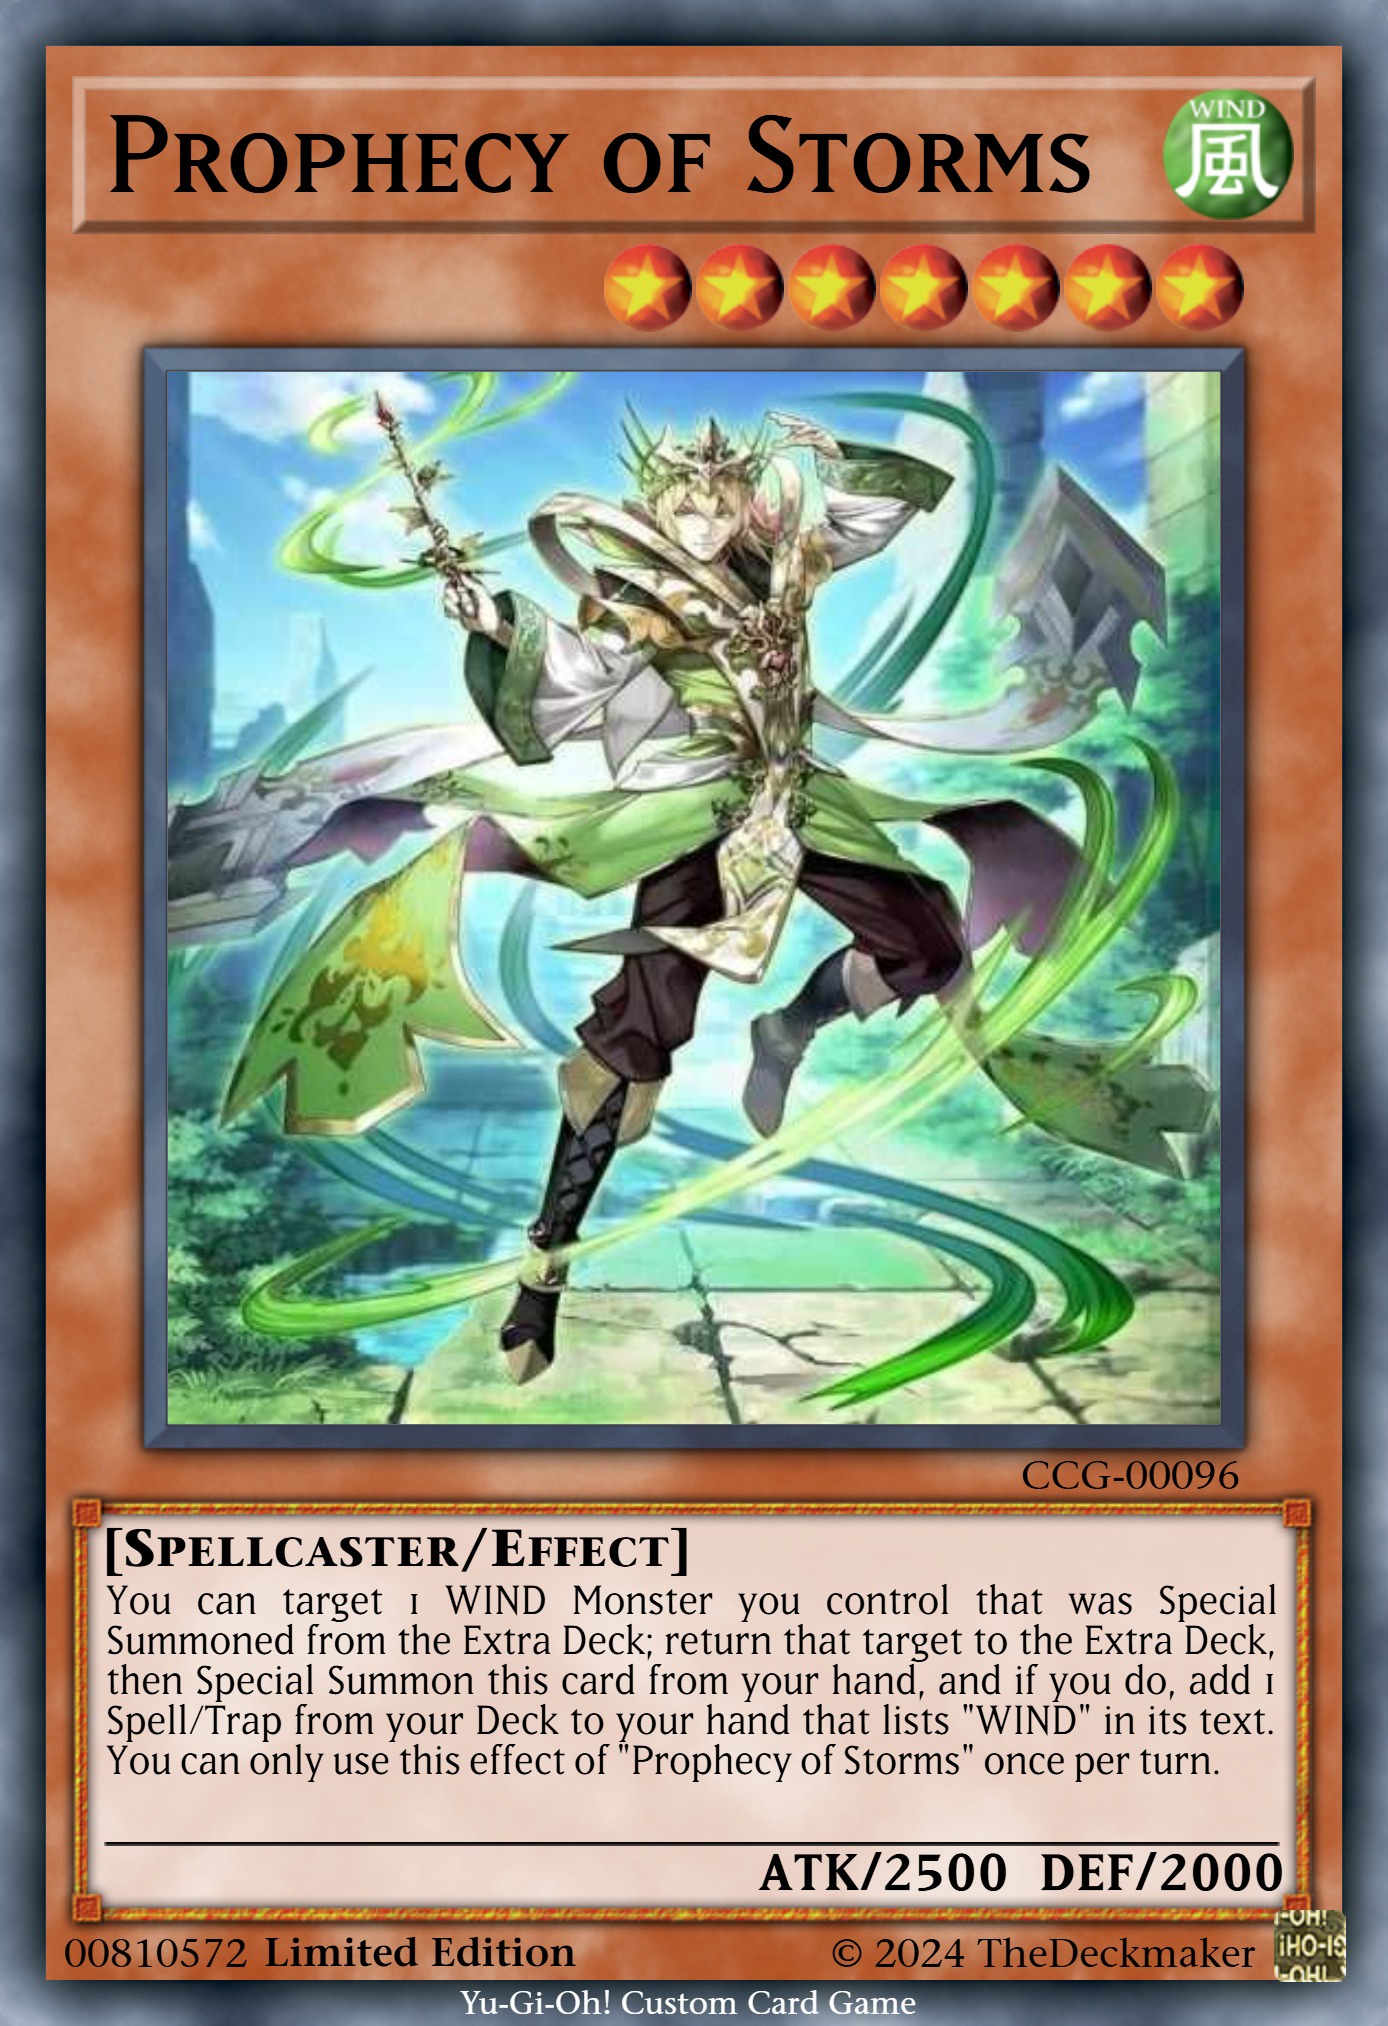 Prophecy of Storms
WIND
風
CCG-00096
[Spellcaster/Effect]
You can target 1 WIND Monster you control that was Special
Summoned from the Extra Deck; return that target to the Extra Deck,
then Special Summon this card from your hand, and if you do, add 1
Spell/Trap from your Deck to your hand that lists "WIND" in its text.
You can only use this effect of "Prophecy of Storms" once per turn.
ATK/2500 DEF/2000
00810572 Limited Edition
© 2024 TheDeckmaker
Yu-Gi-Oh! Custom Card Game